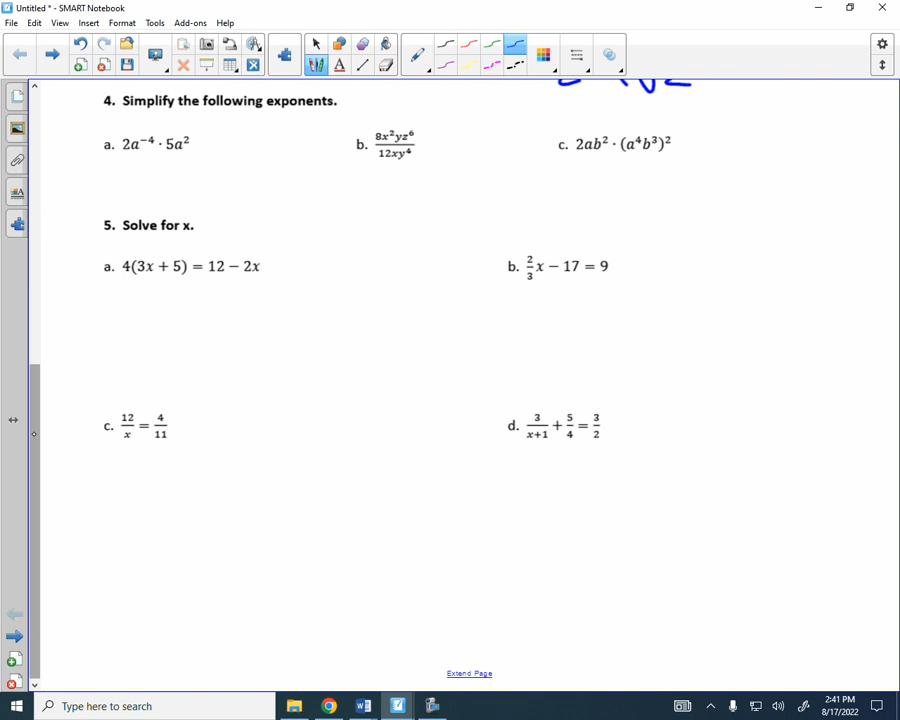 Untitled * - SMART Notebook
File Edit View Insert Format Tools Add-ons Help
4. Simplify the following exponents.
a. 2a⁻⁴ · 5a² b. 8x²yz⁶/12xy⁴ c. 2ab² · (a⁴b³)²
5. Solve for x.
a. 4(3x + 5) = 12 − 2x b. 2/3 x − 17 = 9
c. 12/x = 4/11 d. 3/(x+1) + 5/4 = 3/2
Extend Page
Type here to search
2:41 PM
8/17/2022